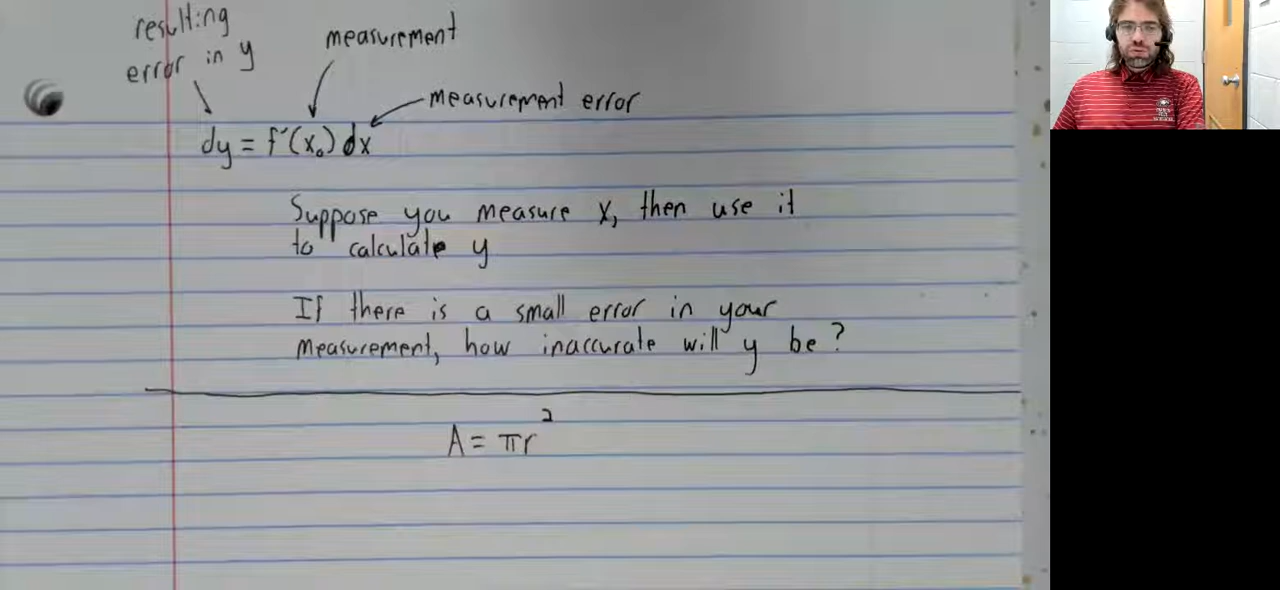 resulting
error in y
measurement
measurement error
dy = f'(x₀) dx
Suppose you measure x, then use it
to calculate y
If there is a small error in your
measurement, how inaccurate will y be?
A = πr²